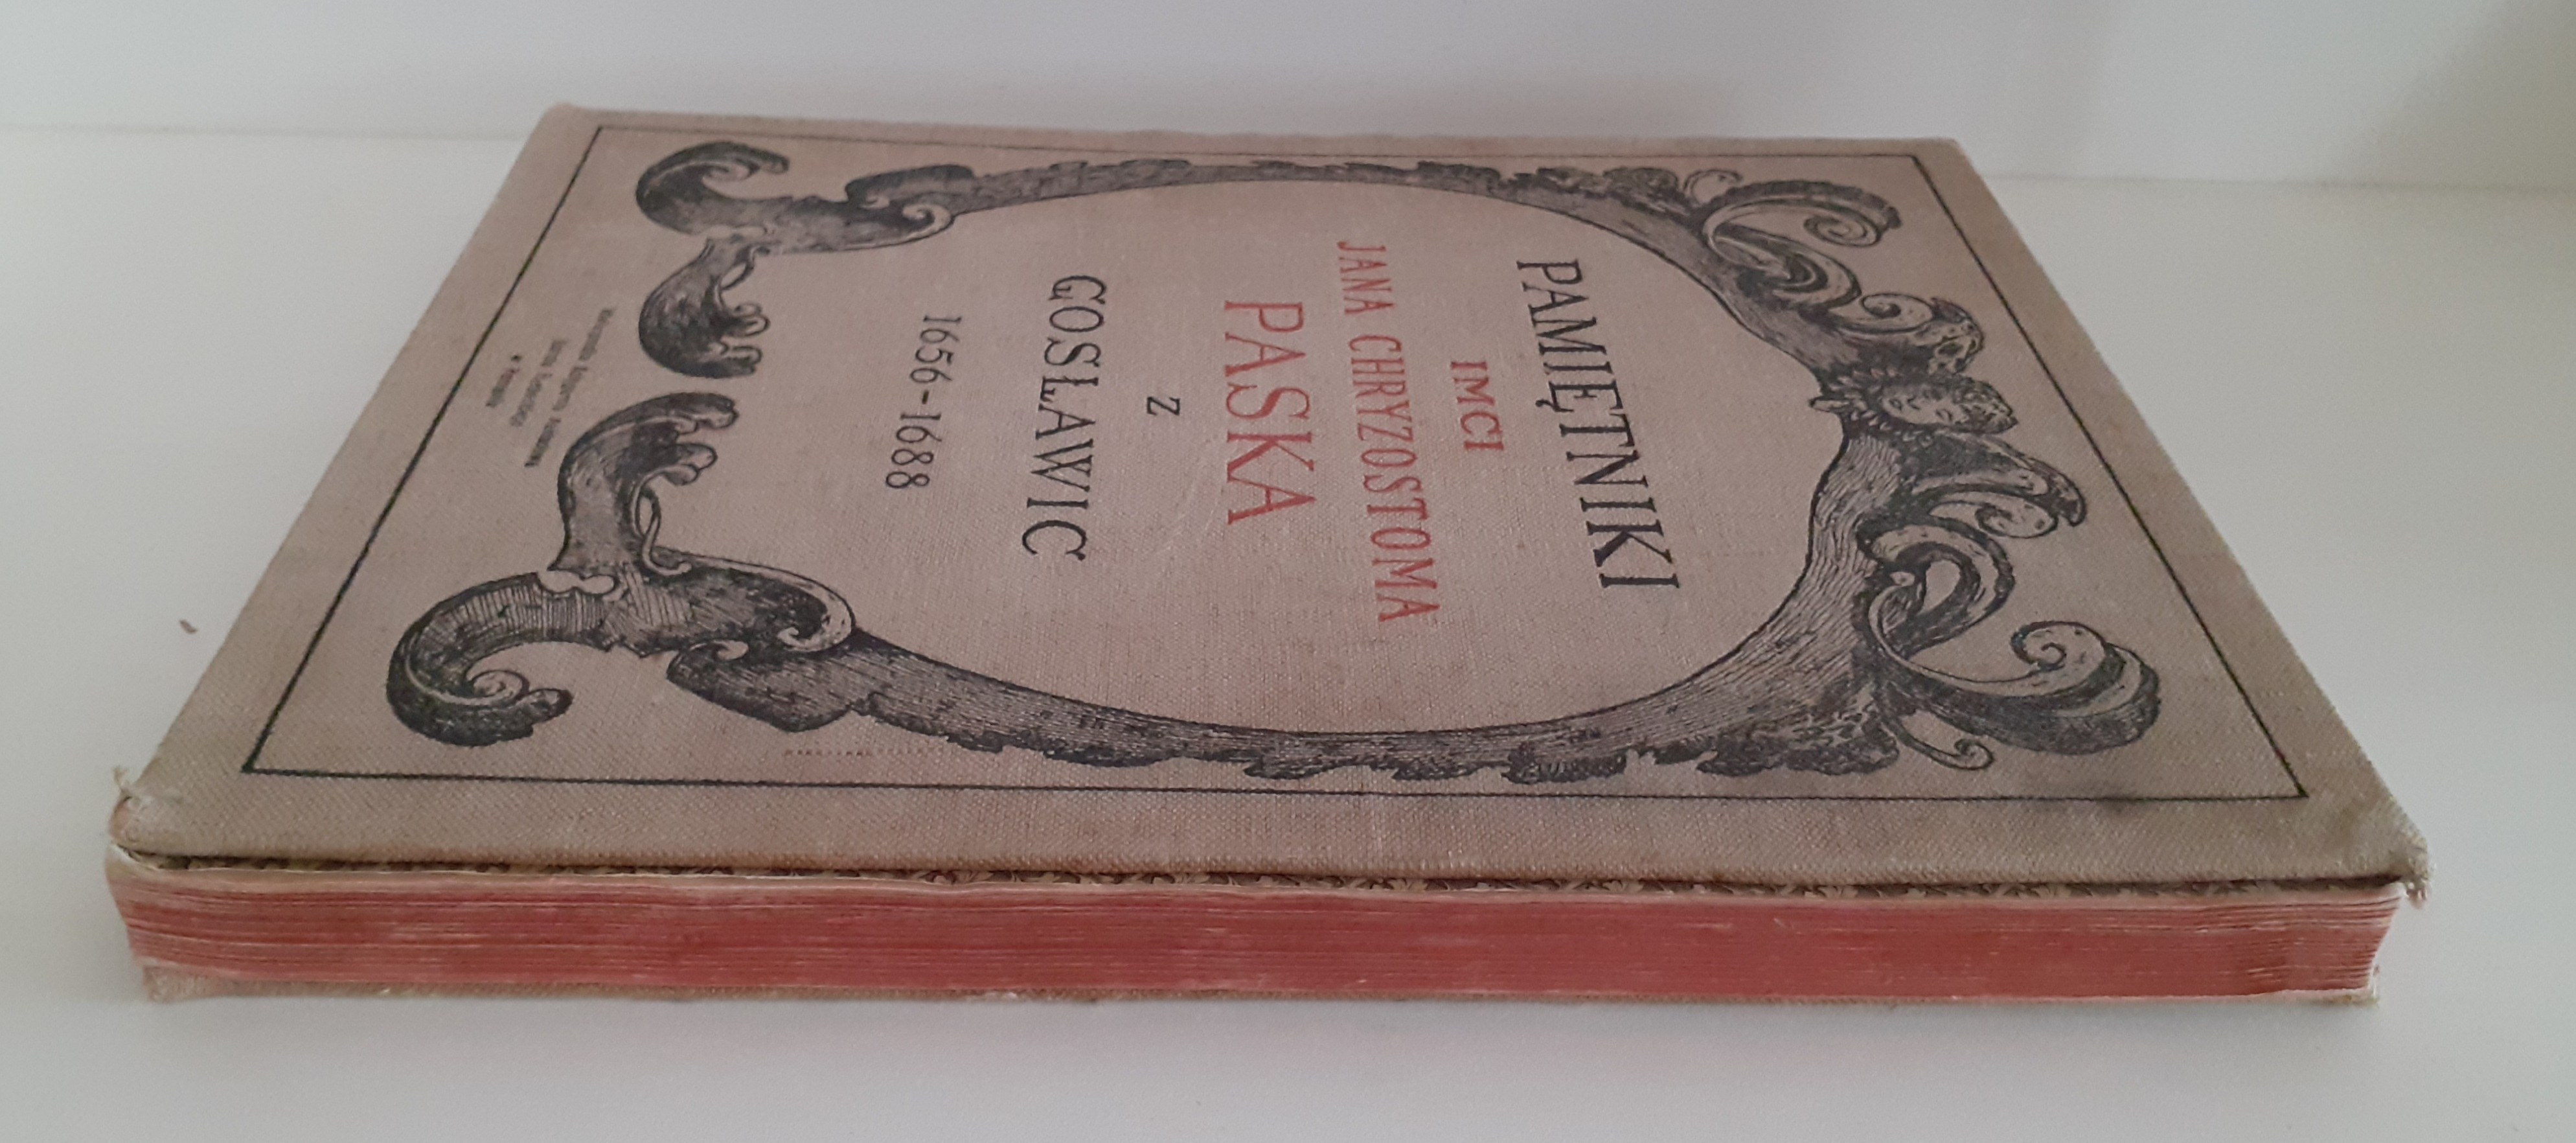 PAMIĘTNIKI
IMCI
JANA CHRYZOSTOMA
PASKA
Z
GOSŁAWIC
1656-1688